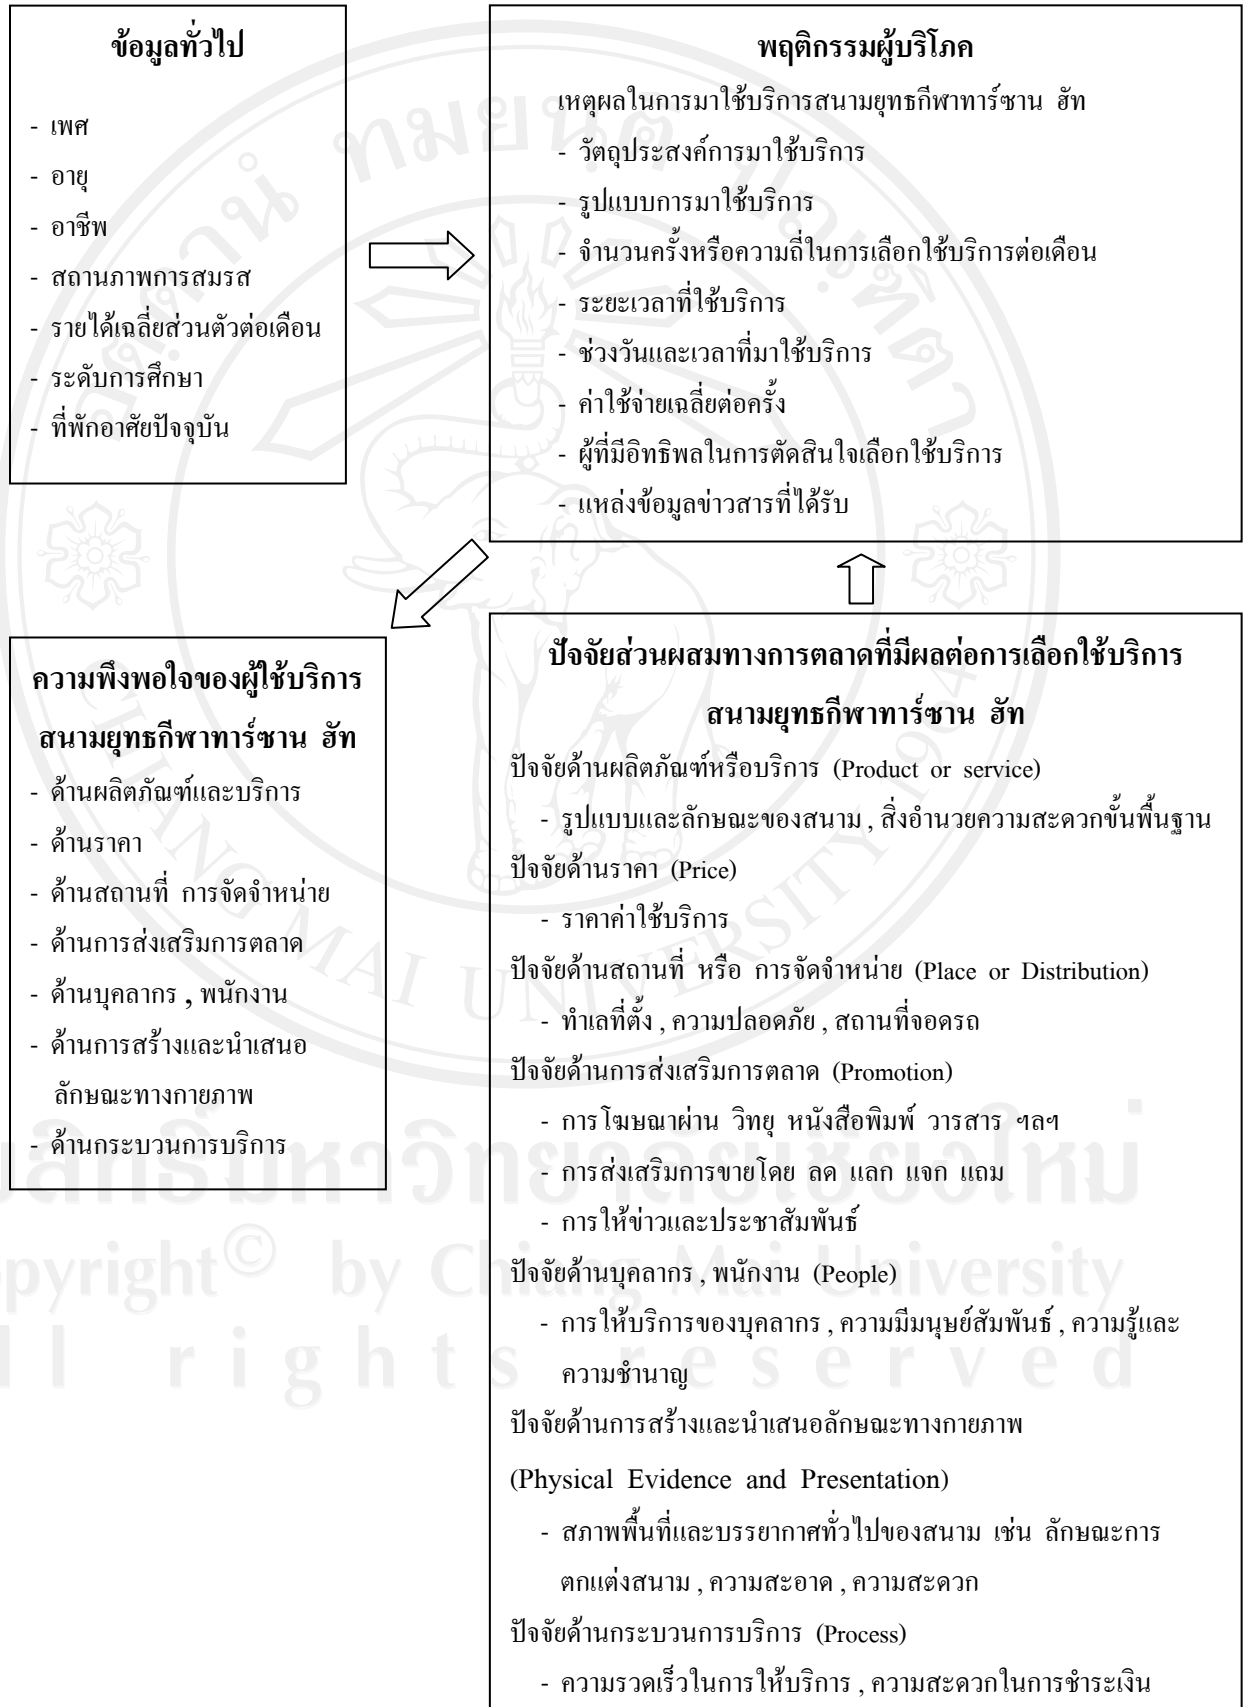 ข้อมูลทั่วไป
- เพศ
- อายุ
- อาชีพ
- สถานภาพการสมรส
- รายได้เฉลี่ยส่วนตัวต่อเดือน
- ระดับการศึกษา
- ที่พักอาศัยปัจจุบัน
พฤติกรรมผู้บริโภค
เหตุผลในการมาใช้บริการสนามยุทธกีฬาทาร์ซาน ฮัท
- วัตถุประสงค์การมาใช้บริการ
- รูปแบบการมาใช้บริการ
- จำนวนครั้งหรือความถี่ในการเลือกใช้บริการต่อเดือน
- ระยะเวลาที่ใช้บริการ
- ช่วงวันและเวลาที่มาใช้บริการ
- ค่าใช้จ่ายเฉลี่ยต่อครั้ง
- ผู้ที่มีอิทธิพลในการตัดสินใจเลือกใช้บริการ
- แหล่งข้อมูลข่าวสารที่ได้รับ
ความพึงพอใจของผู้ใช้บริการ
สนามยุทธกีฬาทาร์ซาน ฮัท
- ด้านผลิตภัณฑ์และบริการ
- ด้านราคา
- ด้านสถานที่ การจัดจำหน่าย
- ด้านการส่งเสริมการตลาด
- ด้านบุคลากร , พนักงาน
- ด้านการสร้างและนำเสนอ
ลักษณะทางกายภาพ
- ด้านกระบวนการบริการ
ปัจจัยส่วนผสมทางการตลาดที่มีผลต่อการเลือกใช้บริการ
สนามยุทธกีฬาทาร์ซาน ฮัท
ปัจจัยด้านผลิตภัณฑ์หรือบริการ (Product or service)
- รูปแบบและลักษณะของสนาม , สิ่งอำนวยความสะดวกขั้นพื้นฐาน
ปัจจัยด้านราคา (Price)
- ราคาค่าใช้บริการ
ปัจจัยด้านสถานที่ หรือ การจัดจำหน่าย (Place or Distribution)
- ทำเลที่ตั้ง , ความปลอดภัย , สถานที่จอดรถ
ปัจจัยด้านการส่งเสริมการตลาด (Promotion)
- การโฆษณาผ่าน วิทยุ หนังสือพิมพ์ วารสาร ฯลฯ
- การส่งเสริมการขายโดย ลด แลก แจก แถม
- การให้ข่าวและประชาสัมพันธ์
ปัจจัยด้านบุคลากร , พนักงาน (People)
- การให้บริการของบุคลากร , ความมีมนุษย์สัมพันธ์ , ความรู้และ
ความชำนาญ
ปัจจัยด้านการสร้างและนำเสนอลักษณะทางกายภาพ
(Physical Evidence and Presentation)
- สภาพพื้นที่และบรรยากาศทั่วไปของสนาม เช่น ลักษณะการ
ตกแต่งสนาม , ความสะอาด , ความสะดวก
ปัจจัยด้านกระบวนการบริการ (Process)
- ความรวดเร็วในการให้บริการ , ความสะดวกในการชำระเงิน
CHIANG MAI UNIVERSITY 1964
by Chiang Mai University
rights reserved